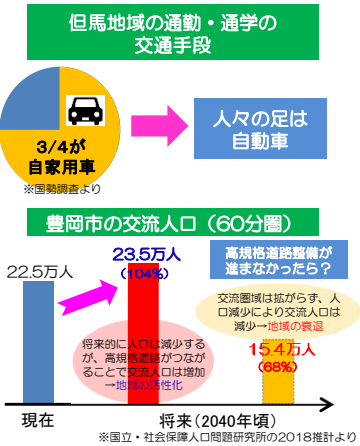 但馬地域の通勤・通学の
交通手段
3/4が
自家用車
人々の足は
自動車
※国勢調査より
豊岡市の交流人口（60分圏）
23.5万人
（104%）
高規格道路整備が
進まなかったら？
22.5万人
交流圏域は拡がらず、人
口減少により交流人口は
減少→地域の衰退
将来的に人口は減少する
が、高規格道路がつなが
ることで交流人口は増加
→地域の活性化
15.4万人
（68%）
現在
将来（2040年頃）
※国立・社会保障人口問題研究所の2018推計より